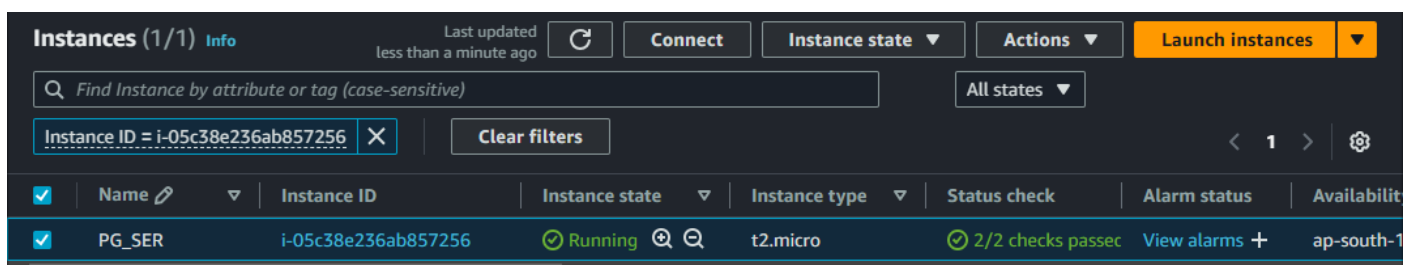 Instances (1/1) Info
Last updated
less than a minute ago
Connect
Instance state
Actions
Launch instances
Find Instance by attribute or tag (case-sensitive)
All states
Instance ID = i-05c38e236ab857256
Clear filters
1
Name Instance ID Instance state Instance type Status check Alarm status Availabilit
PG_SER i-05c38e236ab857256 Running t2.micro 2/2 checks passec View alarms + ap-south-1